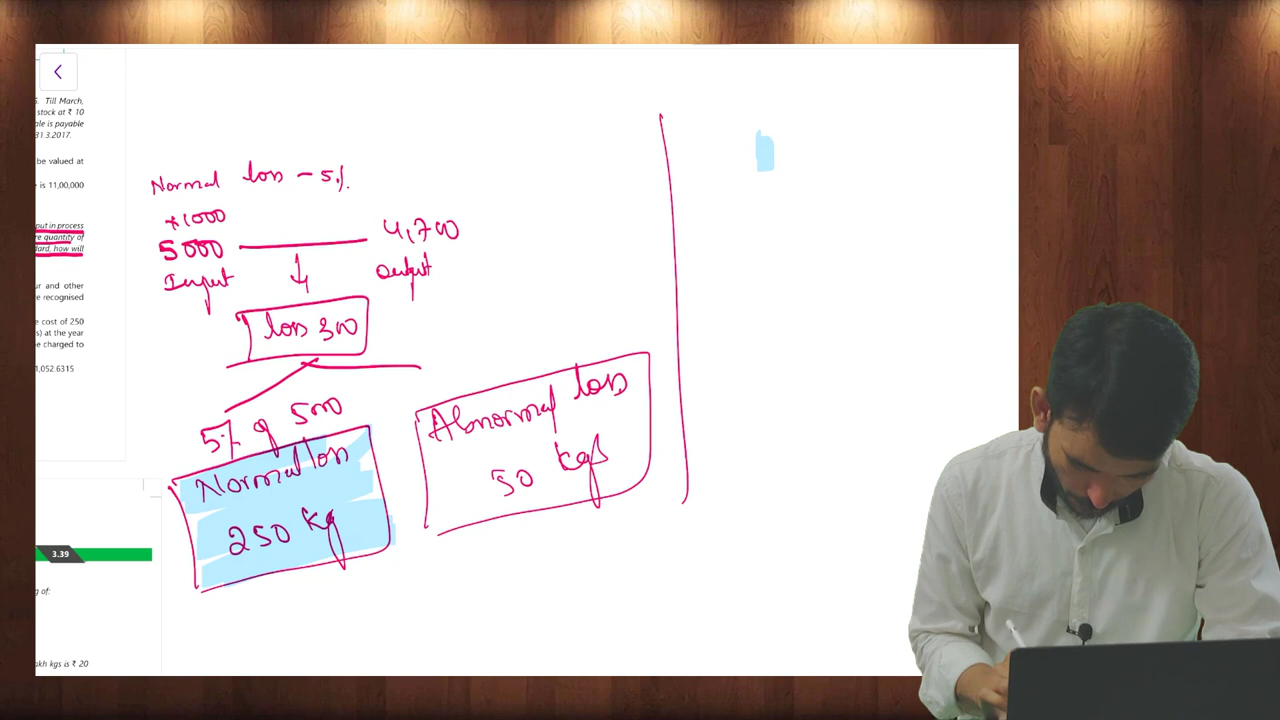 5. Till March,
stock at ₹ 10
ale is payable
31.3.2017.
be valued at
e is 11,00,000
put in process
re quantity of
dard, how will
ur and other
e recognised
e cost of 250
s) at the year
e charged to
1,052.6315
3.39
g of:
akh kgs is ₹ 20
Normal loss - 5%
*1000
5000
4,700
Input
Output
loss 300
5% of 5000
Normal loss
250 kg
Abnormal loss
50 kgs